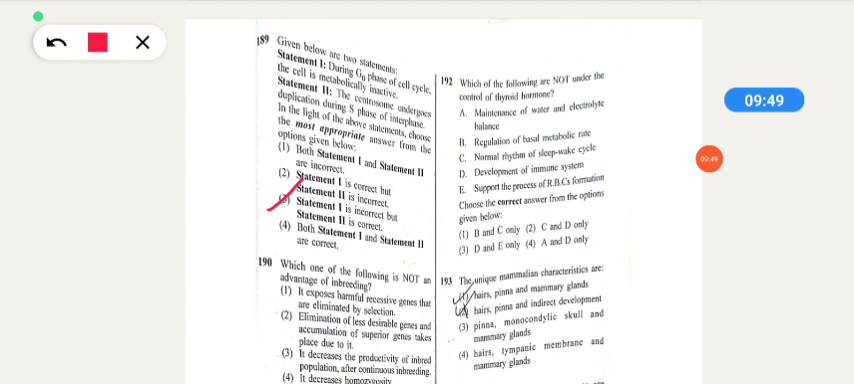 189 Given below are two statements:
Statement I: During G₀ phase of cell cycle,
the cell is metabolically inactive.
Statement II: The centrosome undergoes
duplication during S phase of interphase.
In the light of the above statements, choose
the most appropriate answer from the
options given below:
(1) Both Statement I and Statement II
are incorrect.
(2) Statement I is correct but
Statement II is incorrect.
(3) Statement I is incorrect but
Statement II is correct.
(4) Both Statement I and Statement II
are correct.
190 Which one of the following is NOT an
advantage of inbreeding?
(1) It exposes harmful recessive genes that
are eliminated by selection.
(2) Elimination of less desirable genes and
accumulation of superior genes takes
place due to it.
(3) It decreases the productivity of inbred
population, after continuous inbreeding.
(4) It decreases homozygosity
192 Which of the following are NOT under the
control of thyroid hormone?
A. Maintenance of water and electrolyte
balance
B. Regulation of basal metabolic rate
C. Normal rhythm of sleep-wake cycle
D. Development of immune system
E. Support the process of R.B.Cs formation
Choose the correct answer from the options
given below:
(1) B and C only (2) C and D only
(3) D and E only (4) A and D only
193 The unique mammalian characteristics are:
(1) hairs, pinna and mammary glands
(2) hairs, pinna and indirect development
(3) pinna, monocondylic skull and
mammary glands
(4) hairs, tympanic membrane and
mammary glands
09:49
09:49